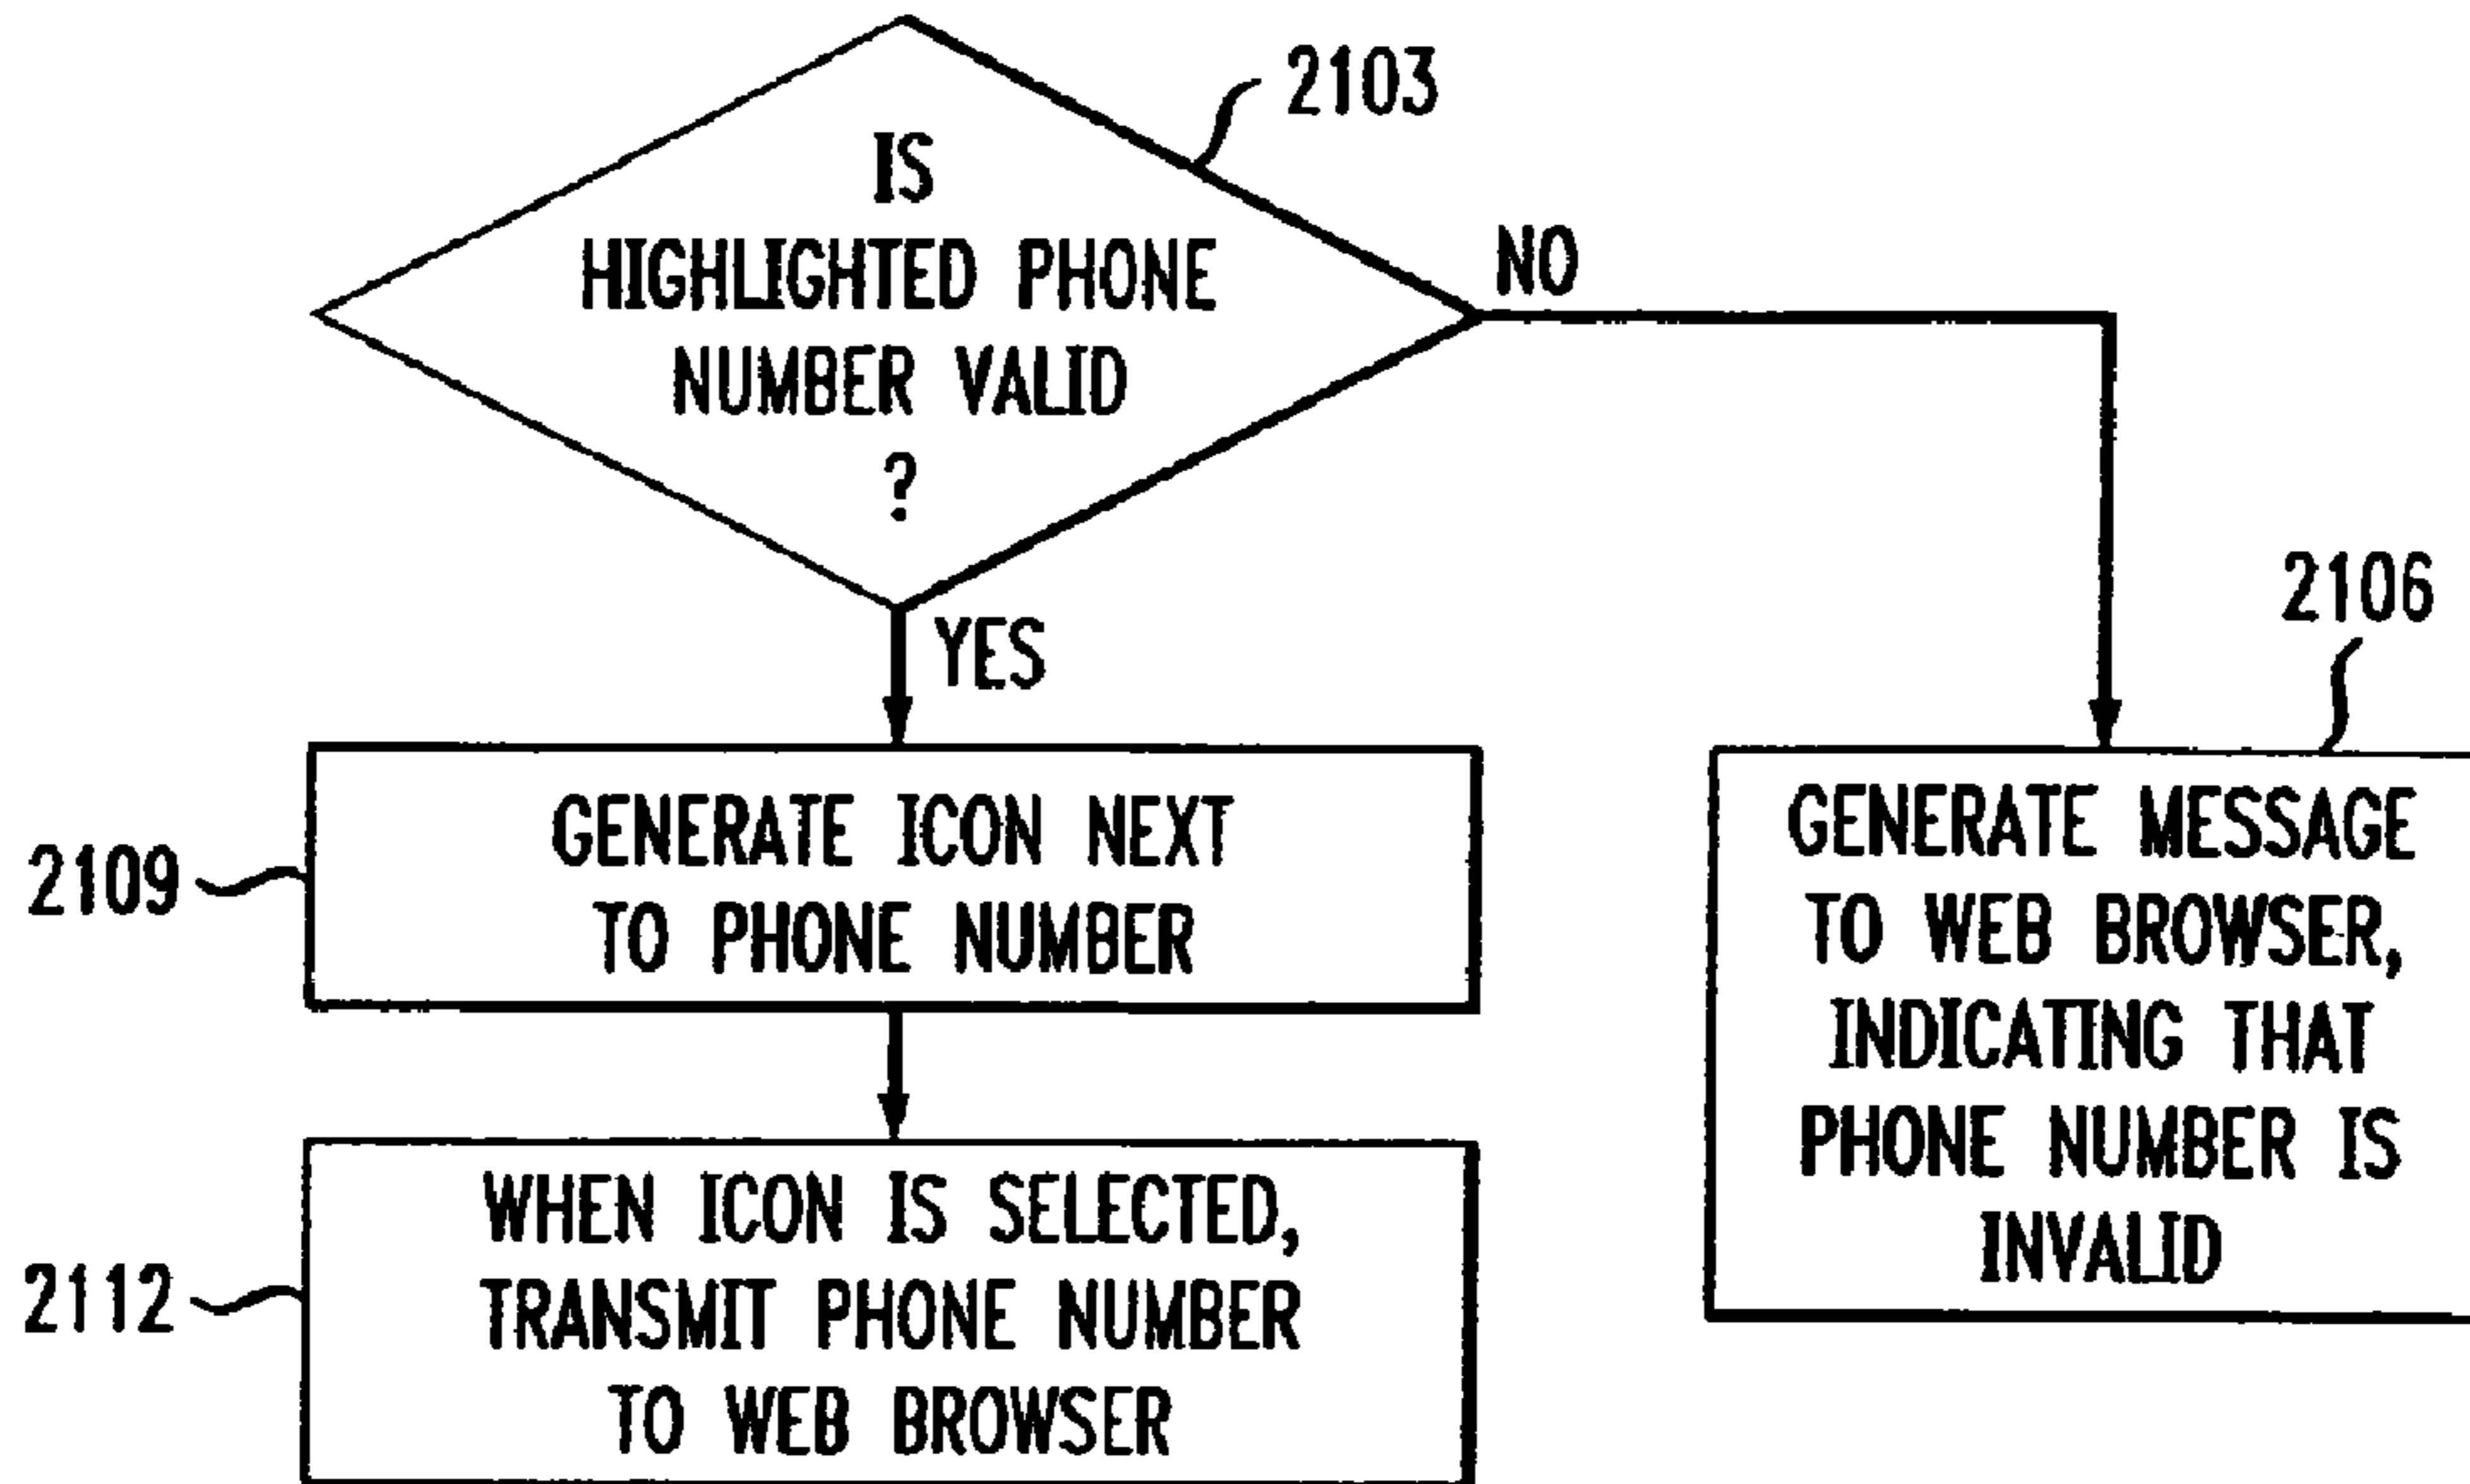 2103
IS
HIGHLIGHTED PHONE
NUMBER VALID
?
NO
YES
2106
2109
GENERATE ICON NEXT
TO PHONE NUMBER
GENERATE MESSAGE
TO WEB BROWSER,
INDICATING THAT
PHONE NUMBER IS
INVALID
2112
WHEN ICON IS SELECTED,
TRANSMIT PHONE NUMBER
TO WEB BROWSER